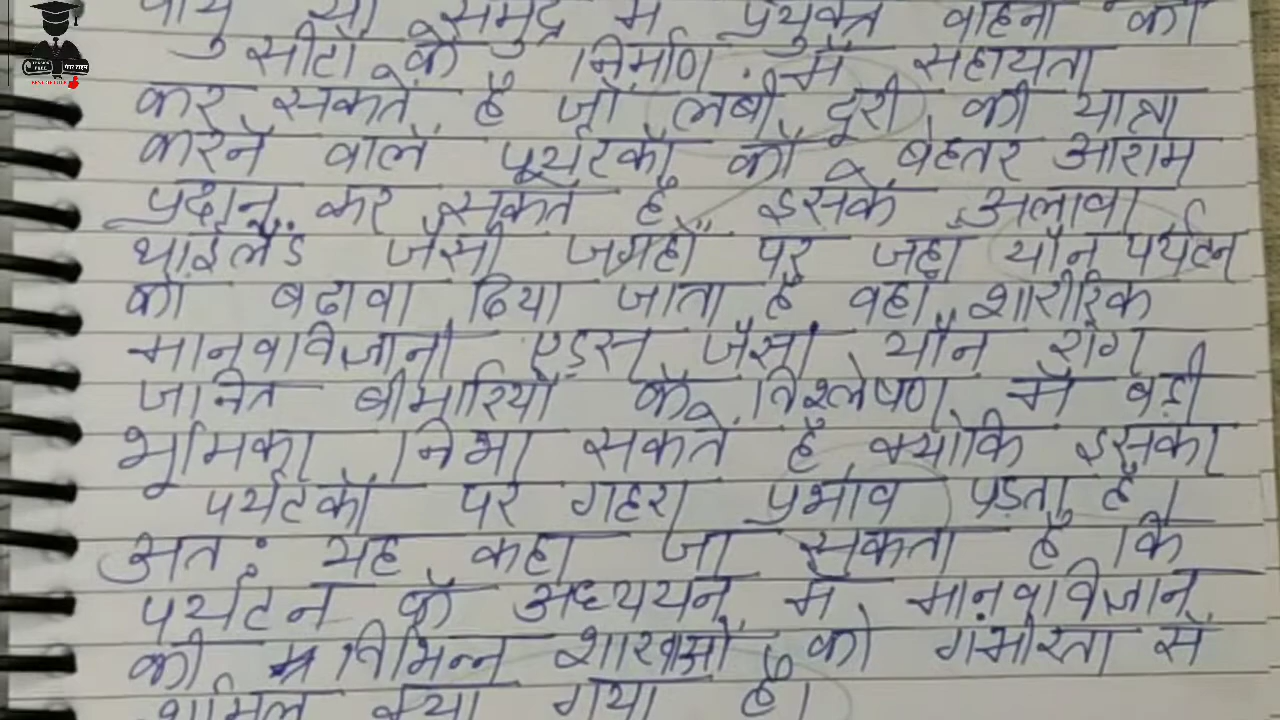 वायु या समुद्र में प्रयुक्त वाहनों की
सीटों के निर्माण में सहायता
कर सकते है जो लंबी दूरी की यात्रा
करने वाले पर्यटकों को बेहतर आराम
प्रदान कर सकते है इसके अलावा
थाईलैंड जैसी जगहों पर जहां यौन पर्यटन
को बढावा दिया जाता है वहां शारीरिक
मानवविज्ञानी एड्स जैसी यौन रोग
जनित बीमारियों के विश्लेषण में बड़ी
भूमिका निभा सकते है क्योकि इसका
पर्यटकों पर गहरा प्रभाव पड़ता है।
अत: यह कहा जा सकता है कि
पर्यटन के अध्ययन में मानवविज्ञान
की विभिन्न शाखाओं को गंभीरता से
शामिल क्या गया है।